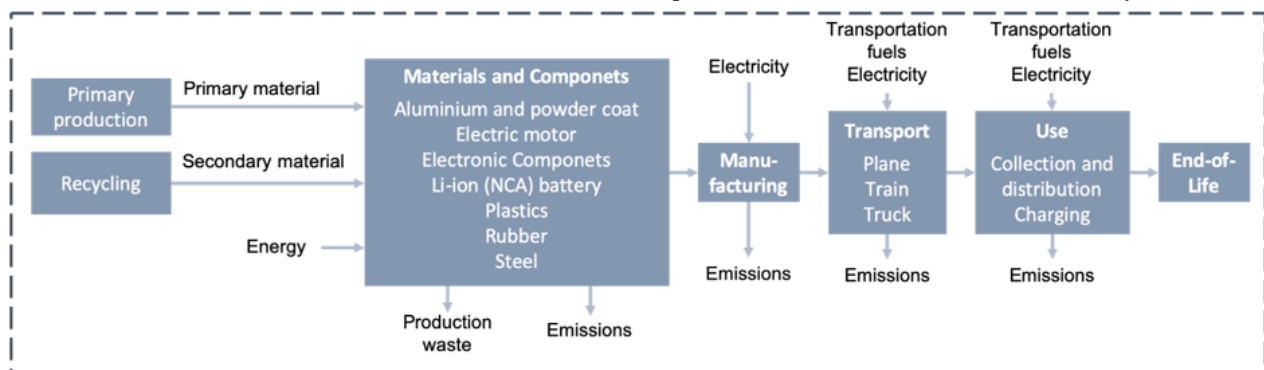 Primary
production
Primary material
Recycling
Secondary material
Energy
Materials and Componets
Aluminium and powder coat
Electric motor
Electronic Componets
Li-ion (NCA) battery
Plastics
Rubber
Steel
Production
waste
Emissions
Electricity
Manu-
facturing
Emissions
Transportation
fuels
Electricity
Transport
Plane
Train
Truck
Emissions
Transportation
fuels
Electricity
Use
Collection and
distribution
Charging
Emissions
End-of-
Life